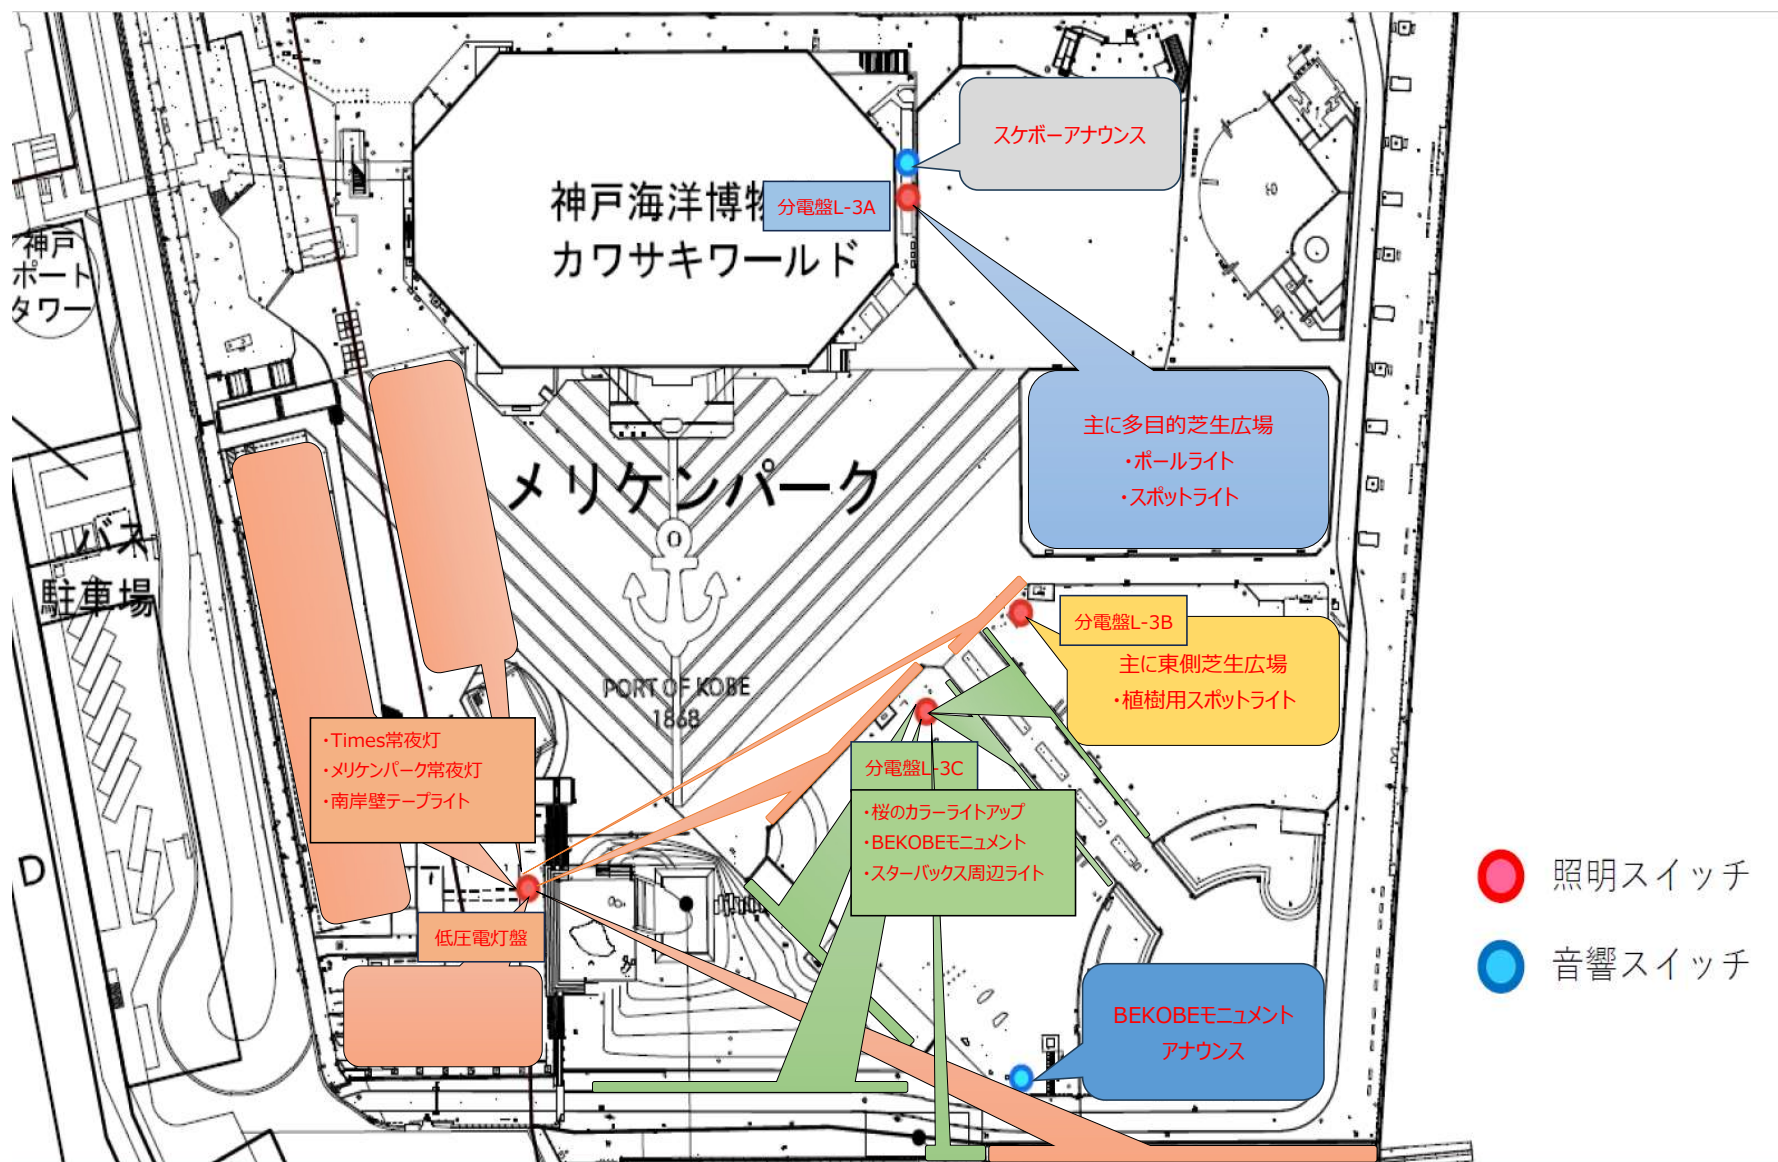 スケボーアナウンス
神戸海洋博物
分電盤L-3A
カワサキワールド
神戸
ポート
タワー
主に多目的芝生広場
・ポールライト
・スポットライト
メリケンパーク
バス
駐車場
分電盤L-3B
主に東側芝生広場
・植樹用スポットライト
PORT OF KOBE
1868
・Times常夜灯
・メリケンパーク常夜灯
・南岸壁テープライト
分電盤L-3C
・桜のカラーライトアップ
・BEKOBEモニュメント
・スターバックス周辺ライト
D
低圧電灯盤
照明スイッチ
音響スイッチ
BEKOBEモニュメント
アナウンス